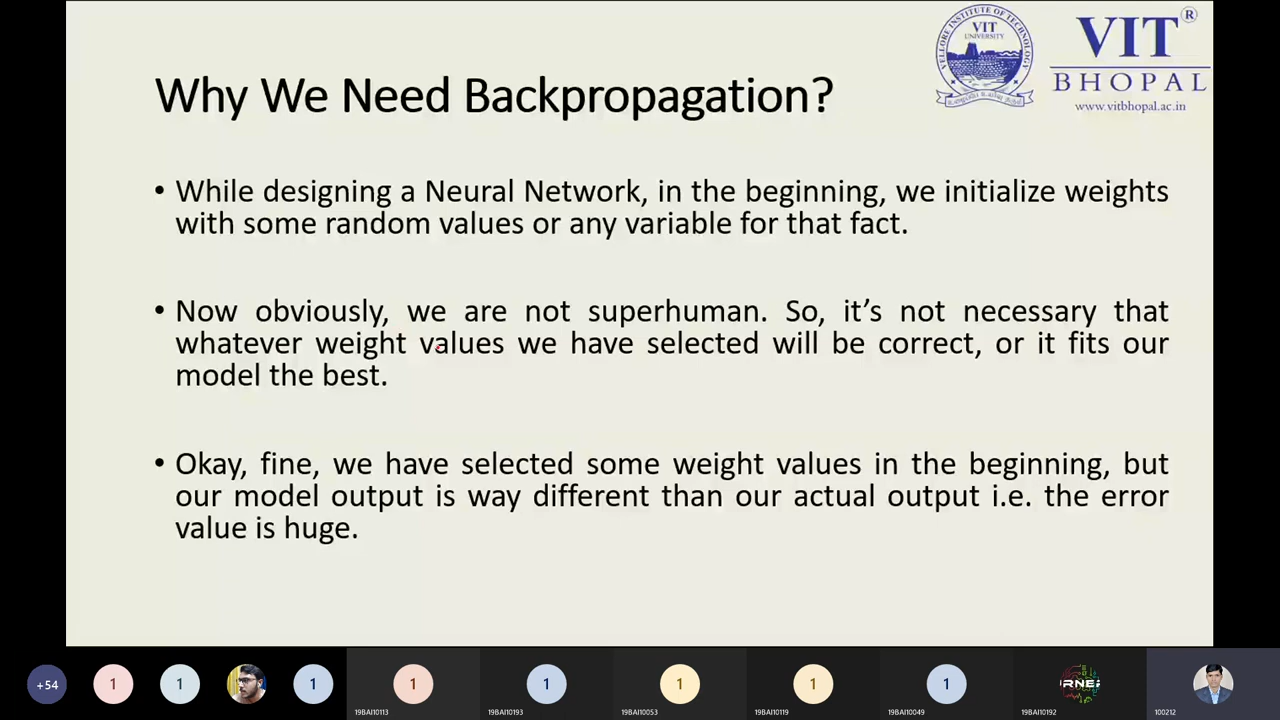 VIT
UNIVERSITY
VELLORE INSTITUTE OF TECHNOLOGY
VIT®
BHOPAL
www.vitbhopal.ac.in
Why We Need Backpropagation?
• While designing a Neural Network, in the beginning, we initialize weights
with some random values or any variable for that fact.
• Now obviously, we are not superhuman. So, it’s not necessary that
whatever weight values we have selected will be correct, or it fits our
model the best.
• Okay, fine, we have selected some weight values in the beginning, but
our model output is way different than our actual output i.e. the error
value is huge.
+54
1
1
1
1
1
1
1
1
19BAI10113
19BAI10193
19BAI10053
19BAI10119
19BAI10049
19BAI10192
100212